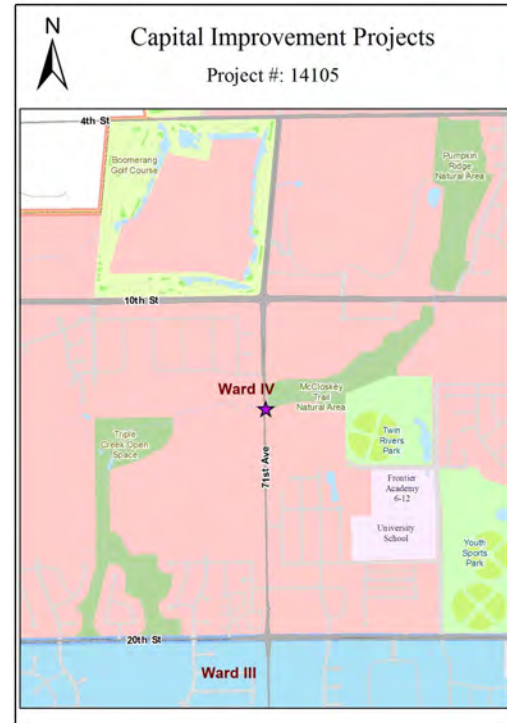 N
Capital Improvement Projects
Project #: 14105
4th St
Boomerang
Golf Course
Pumpkin
Ridge
Natural Area
10th St
Ward IV
McCloskey
Trail
Natural Area
Triple
Creek Open
Space
71st Ave
Twin
Rivers
Park
Frontier
Academy
6-12
University
School
Youth
Sports
Park
20th St
Ward III